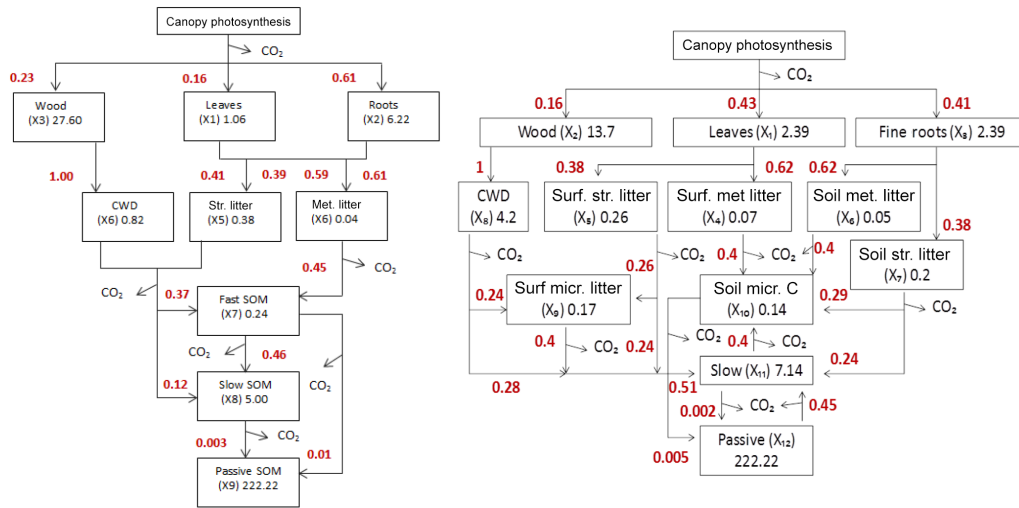 Canopy photosynthesis
CO₂
0.23
0.16
0.61
Wood
(X3) 27.60
Leaves
(X1) 1.06
Roots
(X2) 6.22
1.00
0.41
0.39
0.59
0.61
CWD
(X6) 0.82
Str. litter
(X5) 0.38
Met. litter
(X6) 0.04
CO₂
0.37
0.45
CO₂
Fast SOM
(X7) 0.24
CO₂
0.46
CO₂
0.12
Slow SOM
(X8) 5.00
0.003
CO₂
0.01
Passive SOM
(X9) 222.22
Canopy photosynthesis
CO₂
0.16
0.43
0.41
Wood (X₂) 13.7
Leaves (X₁) 2.39
Fine roots (X₈) 2.39
1
0.38
0.62
0.62
CWD
(X₈) 4.2
Surf. str. litter
(X₅) 0.26
Surf. met litter
(X₄) 0.07
Soil met. litter
(X₆) 0.05
0.38
Soil str. litter
(X₇) 0.2
CO₂
0.26
CO₂
0.4
CO₂
0.4
0.24
Surf micr. litter
(X₉) 0.17
Soil micr. C
(X₁₀) 0.14
0.29
CO₂
0.4
CO₂
0.24
CO₂
0.4
CO₂
0.24
0.28
Slow (X₁₁) 7.14
0.51
0.002
CO₂
0.45
0.005
Passive (X₁₂)
222.22